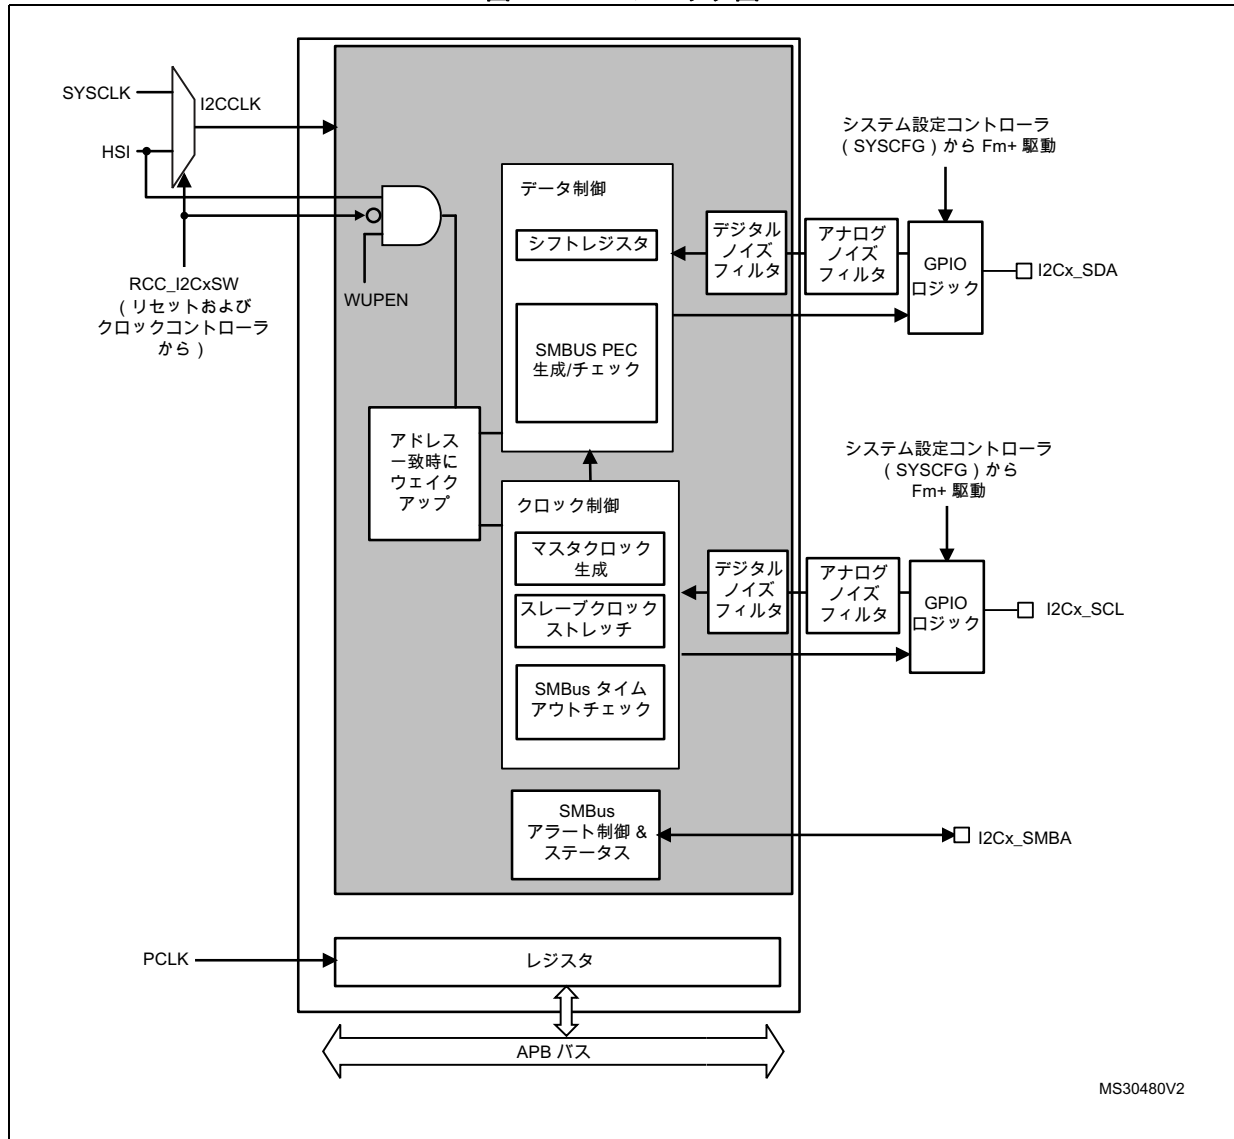 SYSCLK
I2CCLK
HSI
RCC_I2CxSW
( リセットおよび
クロックコントローラ
から )
WUPEN
データ制御
シフトレジスタ
SMBUS PEC
生成/チェック
アドレス
一致時に
ウェイク
アップ
クロック制御
マスタクロック
生成
スレーブクロック
ストレッチ
SMBus タイム
アウトチェック
SMBus
アラート制御 &
ステータス
システム設定コントローラ
( SYSCFG ) から Fm+ 駆動
デジタル
ノイズ
フィルタ
アナログ
ノイズ
フィルタ
GPIO
ロジック
I2Cx_SDA
システム設定コントローラ
( SYSCFG ) から
Fm+ 駆動
デジタル
ノイズ
フィルタ
アナログ
ノイズ
フィルタ
GPIO
ロジック
I2Cx_SCL
I2Cx_SMBA
PCLK
レジスタ
APB バス
MS30480V2